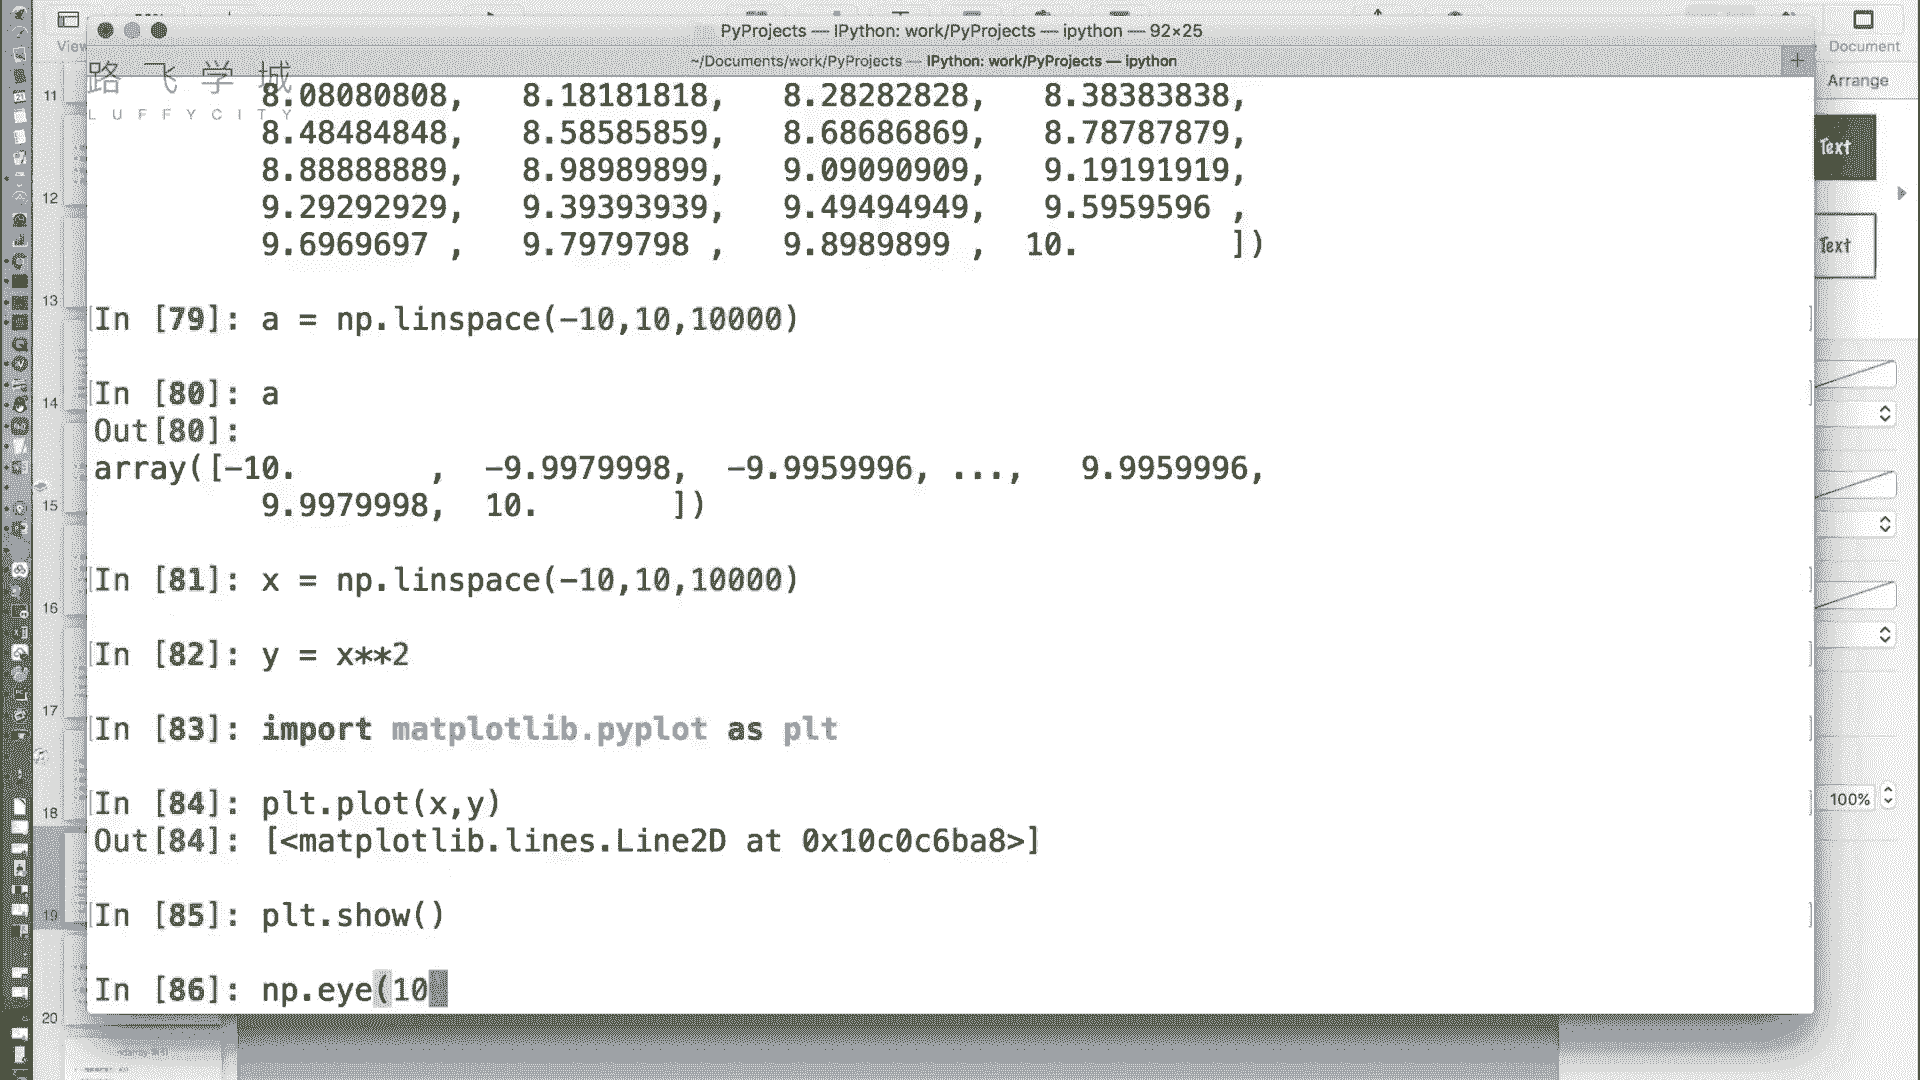 PyProjects — IPython: work/PyProjects — ipython — 92×25
View
Document
~/Documents/work/PyProjects — IPython: work/PyProjects — ipython
+
Arrange
路飞学城
LUFFYCITY
8.08080808, 8.18181818, 8.28282828, 8.38383838,
8.48484848, 8.58585859, 8.68686869, 8.78787879,
8.88888889, 8.98989899, 9.09090909, 9.19191919,
9.29292929, 9.39393939, 9.49494949, 9.5959596 ,
9.6969697 , 9.7979798 , 9.8989899 , 10. ])
In [79]: a = np.linspace(-10,10,10000)
In [80]: a
Out[80]:
array([-10. , -9.9979998, -9.9959996, ..., 9.9959996,
9.9979998, 10. ])
In [81]: x = np.linspace(-10,10,10000)
In [82]: y = x**2
In [83]: import matplotlib.pyplot as plt
In [84]: plt.plot(x,y)
Out[84]: [<matplotlib.lines.Line2D at 0x10c0c6ba8>]
In [85]: plt.show()
In [86]: np.eye(10
11
12
13
14
15
16
17
18
19
20
Text
Text
100%